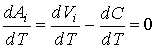 dA_i/dT = dV_i/dT - dC/dT = 0